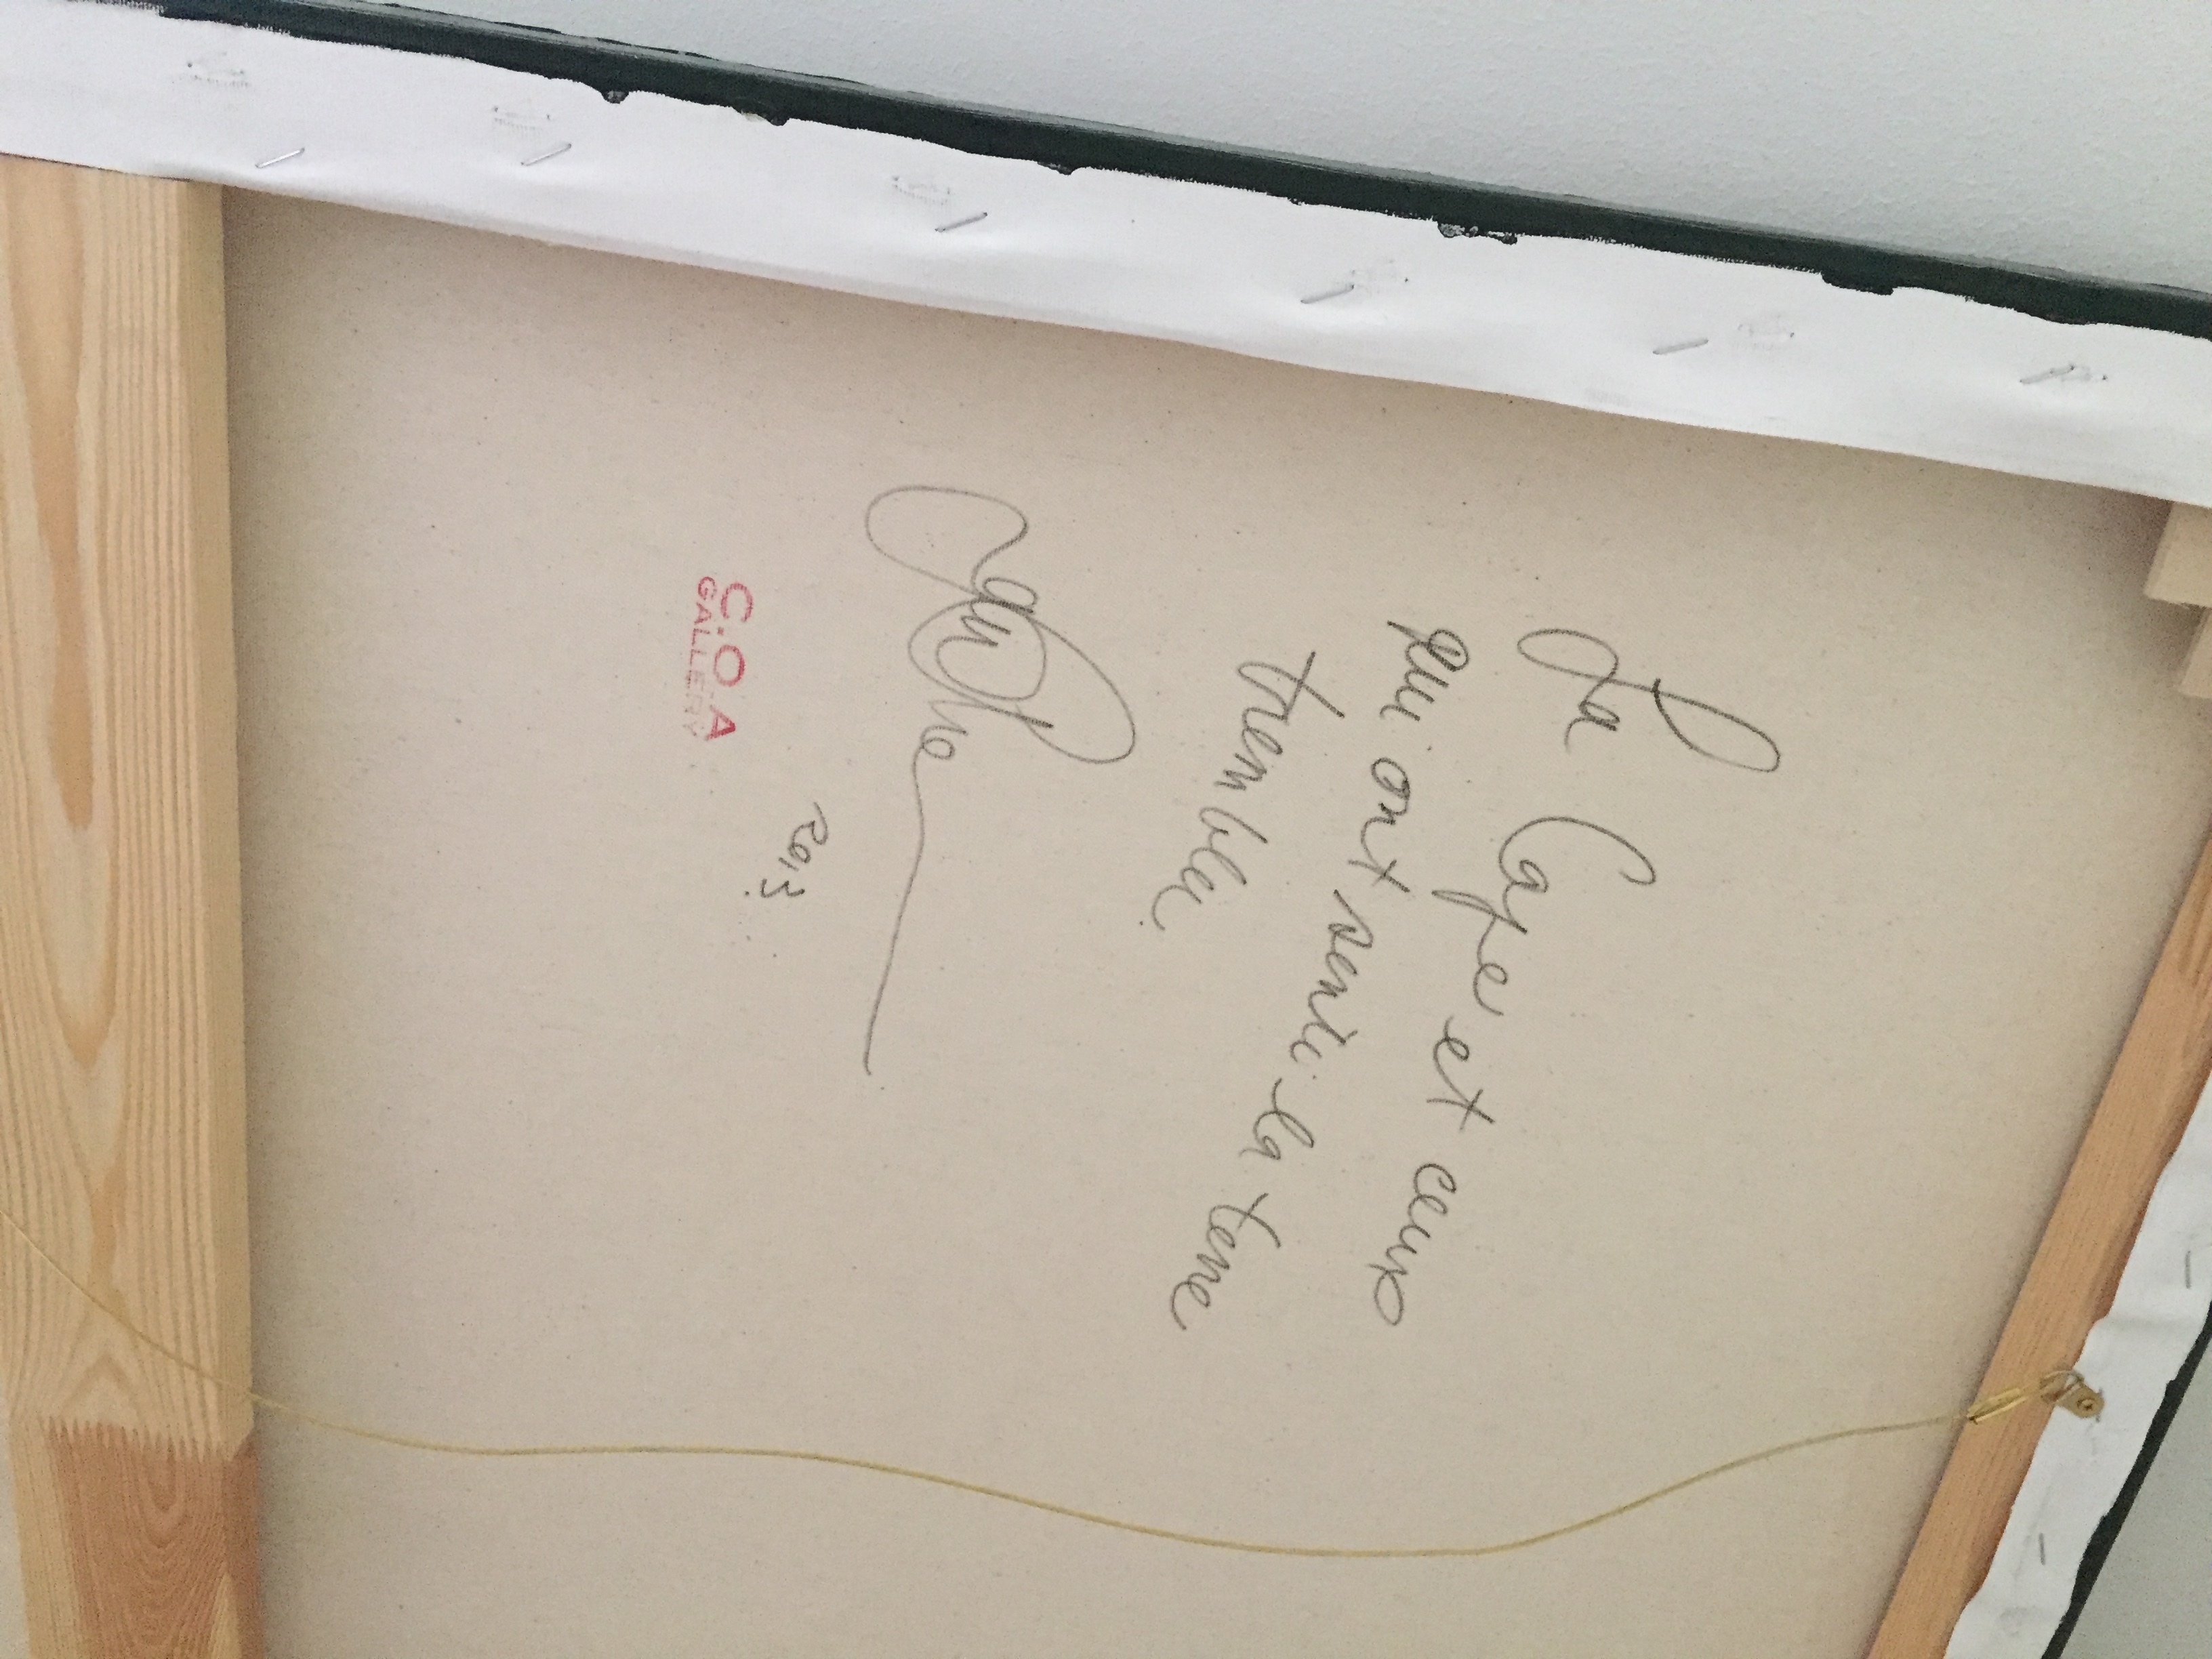 La Cage et ceux
qui ont senti la terre
trembler
2013
C.O.A
GALLERY